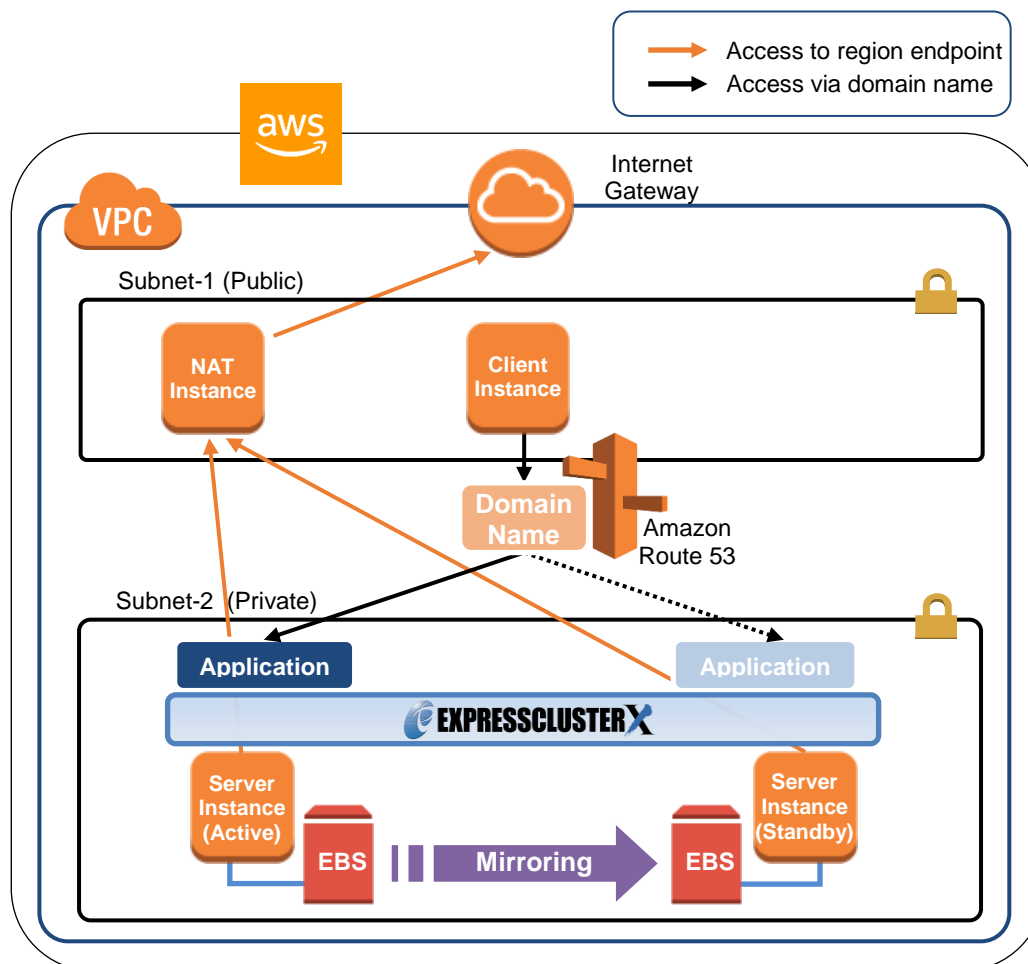 Access to region endpoint
Access via domain name
aws
Internet
Gateway
VPC
Subnet-1 (Public)
NAT
Instance
Client
Instance
Domain
Name
Amazon
Route 53
Subnet-2 (Private)
Application
Application
EXPRESSCLUSTER X
Server
Instance
(Active)
Server
Instance
(Standby)
EBS
Mirroring
EBS